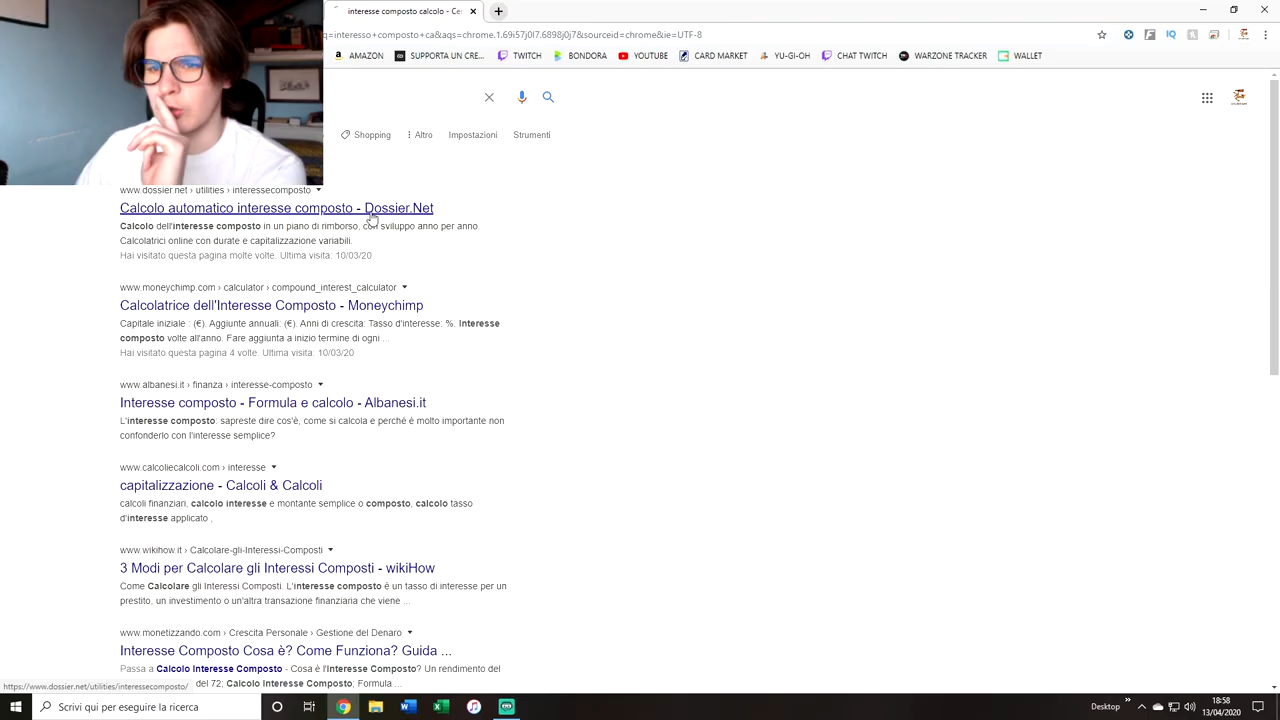 interesso composto calcolo - Ce
q=interesso+composto+ca&aqs=chrome.1.69i57j0l7.6898j0j7&sourceid=chrome&ie=UTF-8
AMAZON SUPPORTA UN CRE... TWITCH BONDORA YOUTUBE CARD MARKET YU-GI-OH CHAT TWITCH WARZONE TRACKER WALLET
Shopping Altro Impostazioni Strumenti
www.dossier.net › utilities › interessecomposto
Calcolo automatico interesse composto - Dossier.Net
Calcolo dell'interesse composto in un piano di rimborso, con sviluppo anno per anno.
Calcolatrici online con durate e capitalizzazione variabili.
Hai visitato questa pagina molte volte. Ultima visita: 10/03/20
www.moneychimp.com › calculator › compound_interest_calculator
Calcolatrice dell'Interesse Composto - Moneychimp
Capitale iniziale : (€). Aggiunte annuali: (€). Anni di crescita: Tasso d'interesse: %. Interesse
composto volte all'anno. Fare aggiunta a inizio termine di ogni ...
Hai visitato questa pagina 4 volte. Ultima visita: 10/03/20
www.albanesi.it › finanza › interesse-composto
Interesse composto - Formula e calcolo - Albanesi.it
L'interesse composto: sapreste dire cos'è, come si calcola e perché è molto importante non
confonderlo con l'interesse semplice?
www.calcoliecalcoli.com › interesse
capitalizzazione - Calcoli & Calcoli
calcoli finanziari, calcolo interesse e montante semplice o composto, calcolo tasso
d'interesse applicato ,
www.wikihow.it › Calcolare-gli-Interessi-Composti
3 Modi per Calcolare gli Interessi Composti - wikiHow
Come Calcolare gli Interessi Composti. L'interesse composto è un tasso di interesse per un
prestito, un investimento o un'altra transazione finanziaria che viene ...
www.monetizzando.com › Crescita Personale › Gestione del Denaro
Interesse Composto Cosa è? Come Funziona? Guida ...
Passa a Calcolo Interesse Composto - Cosa è l'Interesse Composto? Un rendimento del
del 72; Calcolo Interesse Composto; Formula ...
https://www.dossier.net/utilities/interessecomposto/
Scrivi qui per eseguire la ricerca
Desktop
18:58
13/04/2020